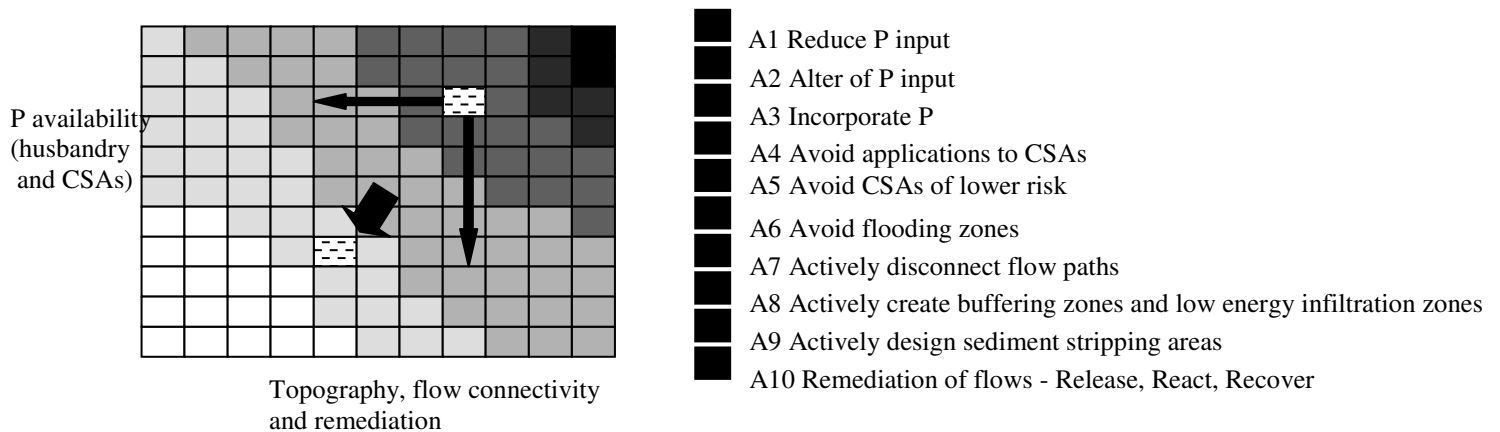 P availability
(husbandry
and CSAs)
Topography, flow connectivity
and remediation
A1 Reduce P input
A2 Alter of P input
A3 Incorporate P
A4 Avoid applications to CSAs
A5 Avoid CSAs of lower risk
A6 Avoid flooding zones
A7 Actively disconnect flow paths
A8 Actively create buffering zones and low energy infiltration zones
A9 Actively design sediment stripping areas
A10 Remediation of flows - Release, React, Recover